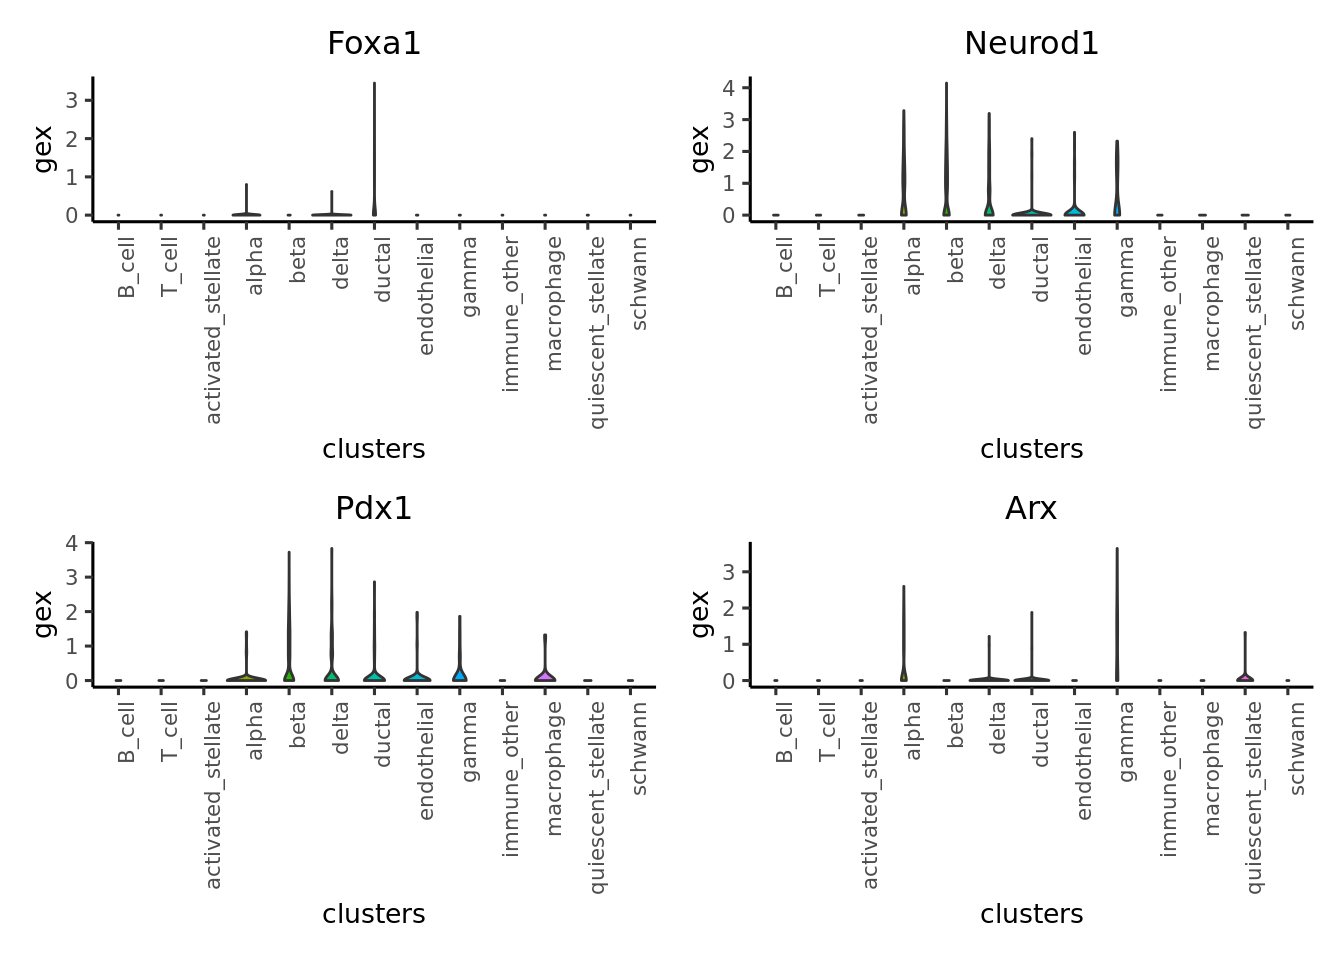 Foxa1
gex
3
2
1
0
B_cell
T_cell
activated_stellate
alpha
beta
delta
ductal
endothelial
gamma
immune_other
macrophage
quiescent_stellate
schwann
clusters
Neurod1
gex
4
3
2
1
0
B_cell
T_cell
activated_stellate
alpha
beta
delta
ductal
endothelial
gamma
immune_other
macrophage
quiescent_stellate
schwann
clusters
Pdx1
gex
4
3
2
1
0
B_cell
T_cell
activated_stellate
alpha
beta
delta
ductal
endothelial
gamma
immune_other
macrophage
quiescent_stellate
schwann
clusters
Arx
gex
3
2
1
0
B_cell
T_cell
activated_stellate
alpha
beta
delta
ductal
endothelial
gamma
immune_other
macrophage
quiescent_stellate
schwann
clusters